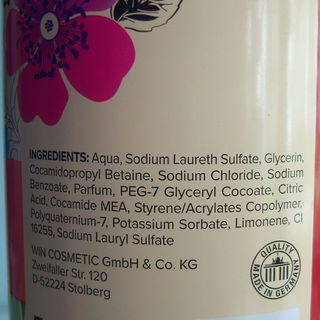 INGREDIENTS: Aqua, Sodium Laureth Sulfate, Glycerin,
Cocamidopropyl Betaine, Sodium Chloride, Sodium
Benzoate, Parfum, PEG-7 Glyceryl Cocoate, Citric
Acid, Cocamide MEA, Styrene/Acrylates Copolymer,
Polyquaternium-7, Potassium Sorbate, Limonene, CI
16255, Sodium Lauryl Sulfate
WIN COSMETIC GmbH & Co. KG
Zweifaller Str. 120
D-52224 Stolberg
QUALITY
MADE IN GERMANY